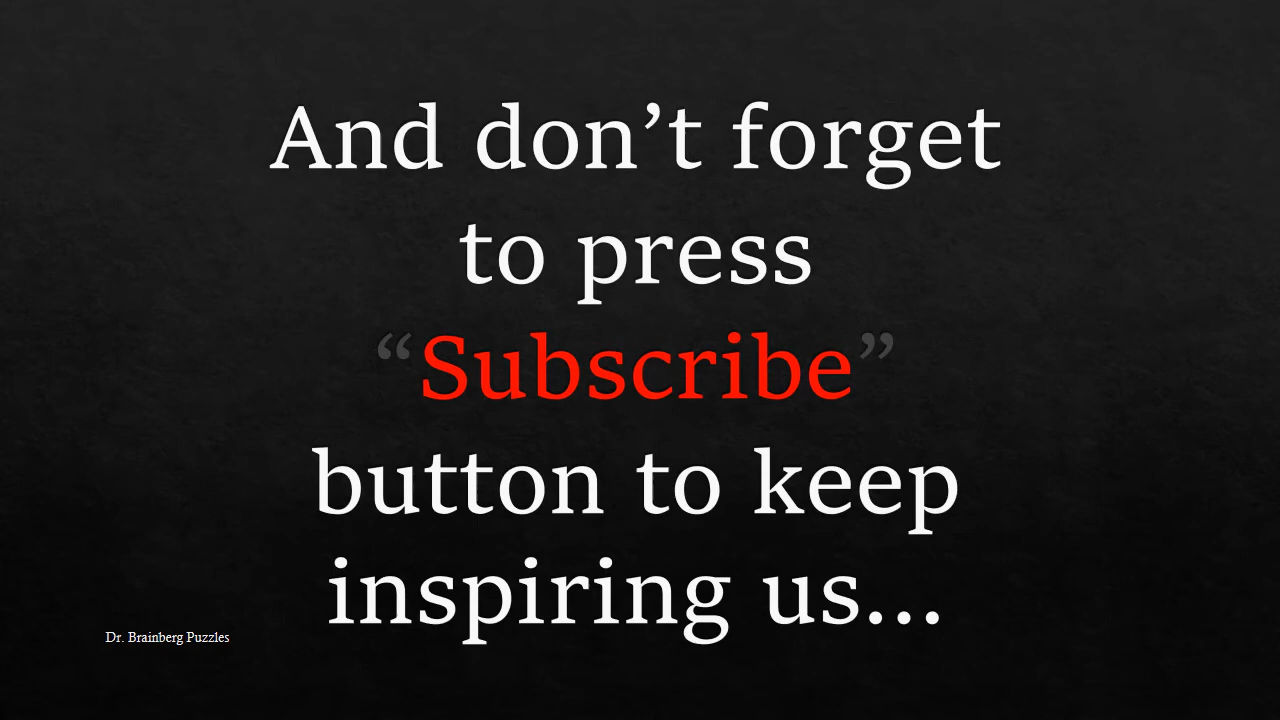 And don’t forget
to press
“Subscribe”
button to keep
inspiring us...
Dr. Brainberg Puzzles